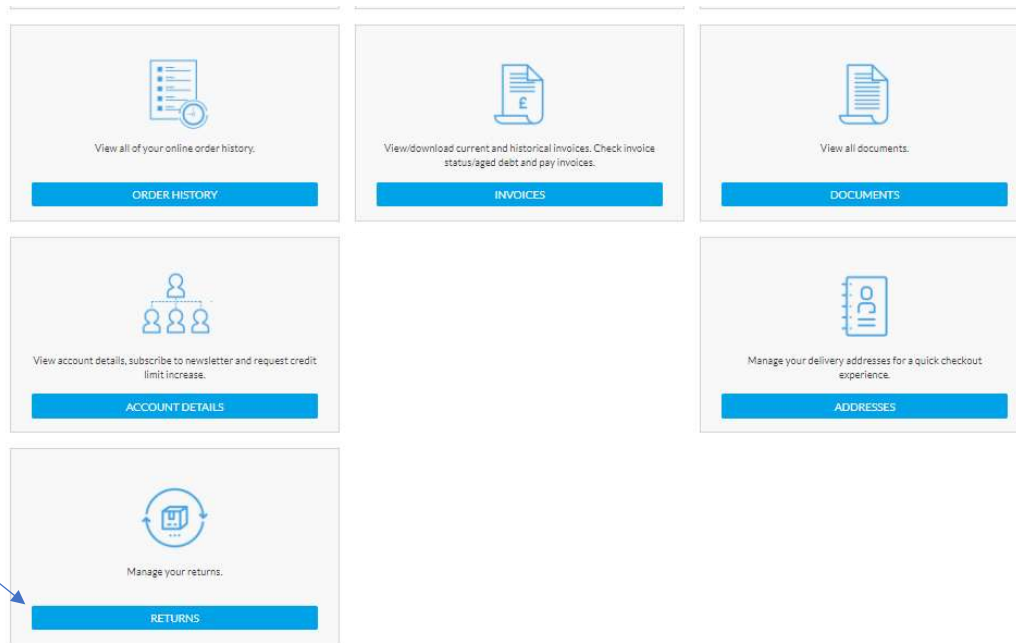 View all of your online order history.
ORDER HISTORY
£
View/download current and historical invoices. Check invoice
status/aged debt and pay invoices.
INVOICES
View all documents.
DOCUMENTS
View account details, subscribe to newsletter and request credit
limit increase.
ACCOUNT DETAILS
Manage your delivery addresses for a quick checkout
experience.
ADDRESSES
Manage your returns.
RETURNS